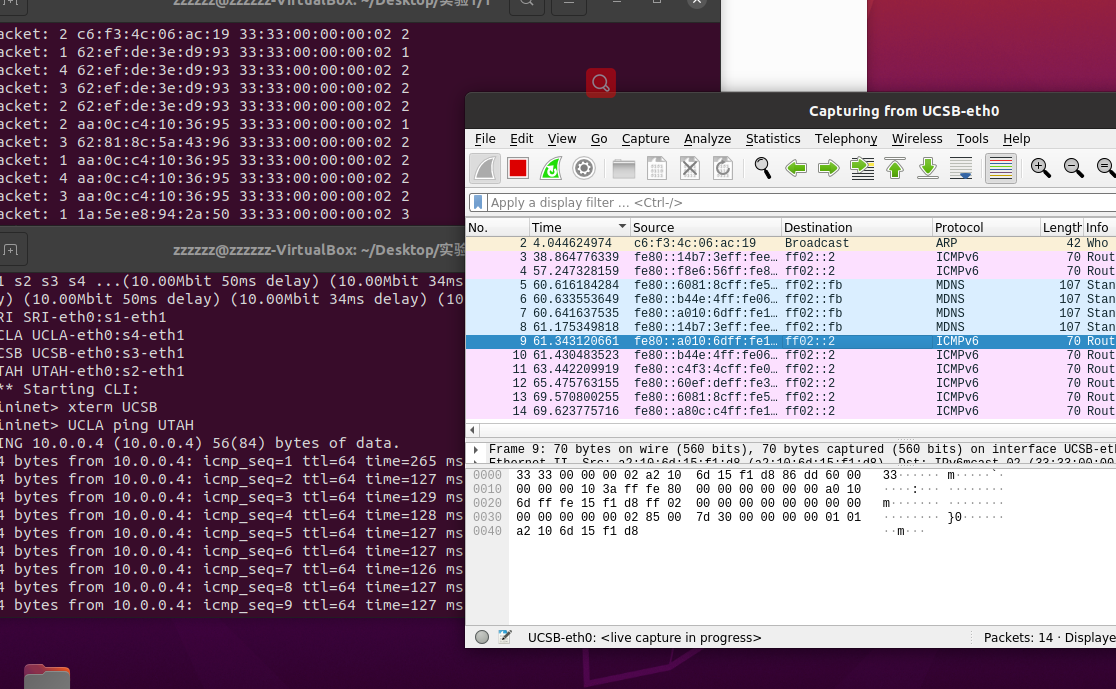 zzzzzz@zzzzzz-VirtualBox: ~/Desktop/实验1/1
acket: 2 c6:f3:4c:06:ac:19 33:33:00:00:00:02 2
acket: 1 62:ef:de:3e:d9:93 33:33:00:00:00:02 1
acket: 4 62:ef:de:3e:d9:93 33:33:00:00:00:02 2
acket: 3 62:ef:de:3e:d9:93 33:33:00:00:00:02 2
acket: 2 62:ef:de:3e:d9:93 33:33:00:00:00:02 2
acket: 2 aa:0c:c4:10:36:95 33:33:00:00:00:02 1
acket: 3 62:81:8c:5a:43:96 33:33:00:00:00:02 2
acket: 1 aa:0c:c4:10:36:95 33:33:00:00:00:02 2
acket: 4 aa:0c:c4:10:36:95 33:33:00:00:00:02 2
acket: 3 aa:0c:c4:10:36:95 33:33:00:00:00:02 2
acket: 1 1a:5e:e8:94:2a:50 33:33:00:00:00:02 3
zzzzzz@zzzzzz-VirtualBox: ~/Desktop/实验
1 s2 s3 s4 ...(10.00Mbit 50ms delay) (10.00Mbit 34ms
y) (10.00Mbit 50ms delay) (10.00Mbit 34ms delay) (10
RI SRI-eth0:s1-eth1
CLA UCLA-eth0:s4-eth1
CSB UCSB-eth0:s3-eth1
TAH UTAH-eth0:s2-eth1
** Starting CLI:
ininet> xterm UCSB
ininet> UCLA ping UTAH
ING 10.0.0.4 (10.0.0.4) 56(84) bytes of data.
4 bytes from 10.0.0.4: icmp_seq=1 ttl=64 time=265 ms
4 bytes from 10.0.0.4: icmp_seq=2 ttl=64 time=127 ms
4 bytes from 10.0.0.4: icmp_seq=3 ttl=64 time=129 ms
4 bytes from 10.0.0.4: icmp_seq=4 ttl=64 time=128 ms
4 bytes from 10.0.0.4: icmp_seq=5 ttl=64 time=127 ms
4 bytes from 10.0.0.4: icmp_seq=6 ttl=64 time=127 ms
4 bytes from 10.0.0.4: icmp_seq=7 ttl=64 time=126 ms
4 bytes from 10.0.0.4: icmp_seq=8 ttl=64 time=127 ms
4 bytes from 10.0.0.4: icmp_seq=9 ttl=64 time=127 ms
Capturing from UCSB-eth0
File Edit View Go Capture Analyze Statistics Telephony Wireless Tools Help
Apply a display filter ... <Ctrl-/>
No. Time Source Destination Protocol Length Info
2 4.044624974 c6:f3:4c:06:ac:19 Broadcast ARP 42 Who
3 38.864776339 fe80::14b7:3eff:fee… ff02::2 ICMPv6 70 Rout
4 57.247328159 fe80::f8e6:56ff:fe8… ff02::2 ICMPv6 70 Rout
5 60.616184284 fe80::6081:8cff:fe5… ff02::fb MDNS 107 Stan
6 60.633553649 fe80::b44e:4ff:fe06… ff02::fb MDNS 107 Stan
7 60.641637535 fe80::a010:6dff:fe1… ff02::fb MDNS 107 Stan
8 61.175349818 fe80::14b7:3eff:fee… ff02::fb MDNS 107 Stan
9 61.343120661 fe80::a010:6dff:fe1… ff02::2 ICMPv6 70 Rout
10 61.430483523 fe80::b44e:4ff:fe06… ff02::2 ICMPv6 70 Rout
11 63.442209919 fe80::c4f3:4cff:fe0… ff02::2 ICMPv6 70 Rout
12 65.475763155 fe80::60ef:deff:fe3… ff02::2 ICMPv6 70 Rout
13 69.570800255 fe80::6081:8cff:fe5… ff02::2 ICMPv6 70 Rout
14 69.623775716 fe80::a80c:c4ff:fe1… ff02::2 ICMPv6 70 Rout
Frame 9: 70 bytes on wire (560 bits), 70 bytes captured (560 bits) on interface UCSB-et
Ethernet II, Src: a2:10:6d:15:f1:d8 (a2:10:6d:15:f1:d8), Dst: IPv6mcast_02 (33:33:00:00
0000 33 33 00 00 00 02 a2 10 6d 15 f1 d8 86 dd 60 00 33······ m·····`·
0010 00 00 00 10 3a ff fe 80 00 00 00 00 00 00 a0 10 ····:··· ········
0020 6d ff fe 15 f1 d8 ff 02 00 00 00 00 00 00 00 00 m······· ········
0030 00 00 00 00 00 02 85 00 7d 30 00 00 00 00 01 01 ········ }0······
0040 a2 10 6d 15 f1 d8 ··m···
UCSB-eth0: <live capture in progress> Packets: 14 · Displaye